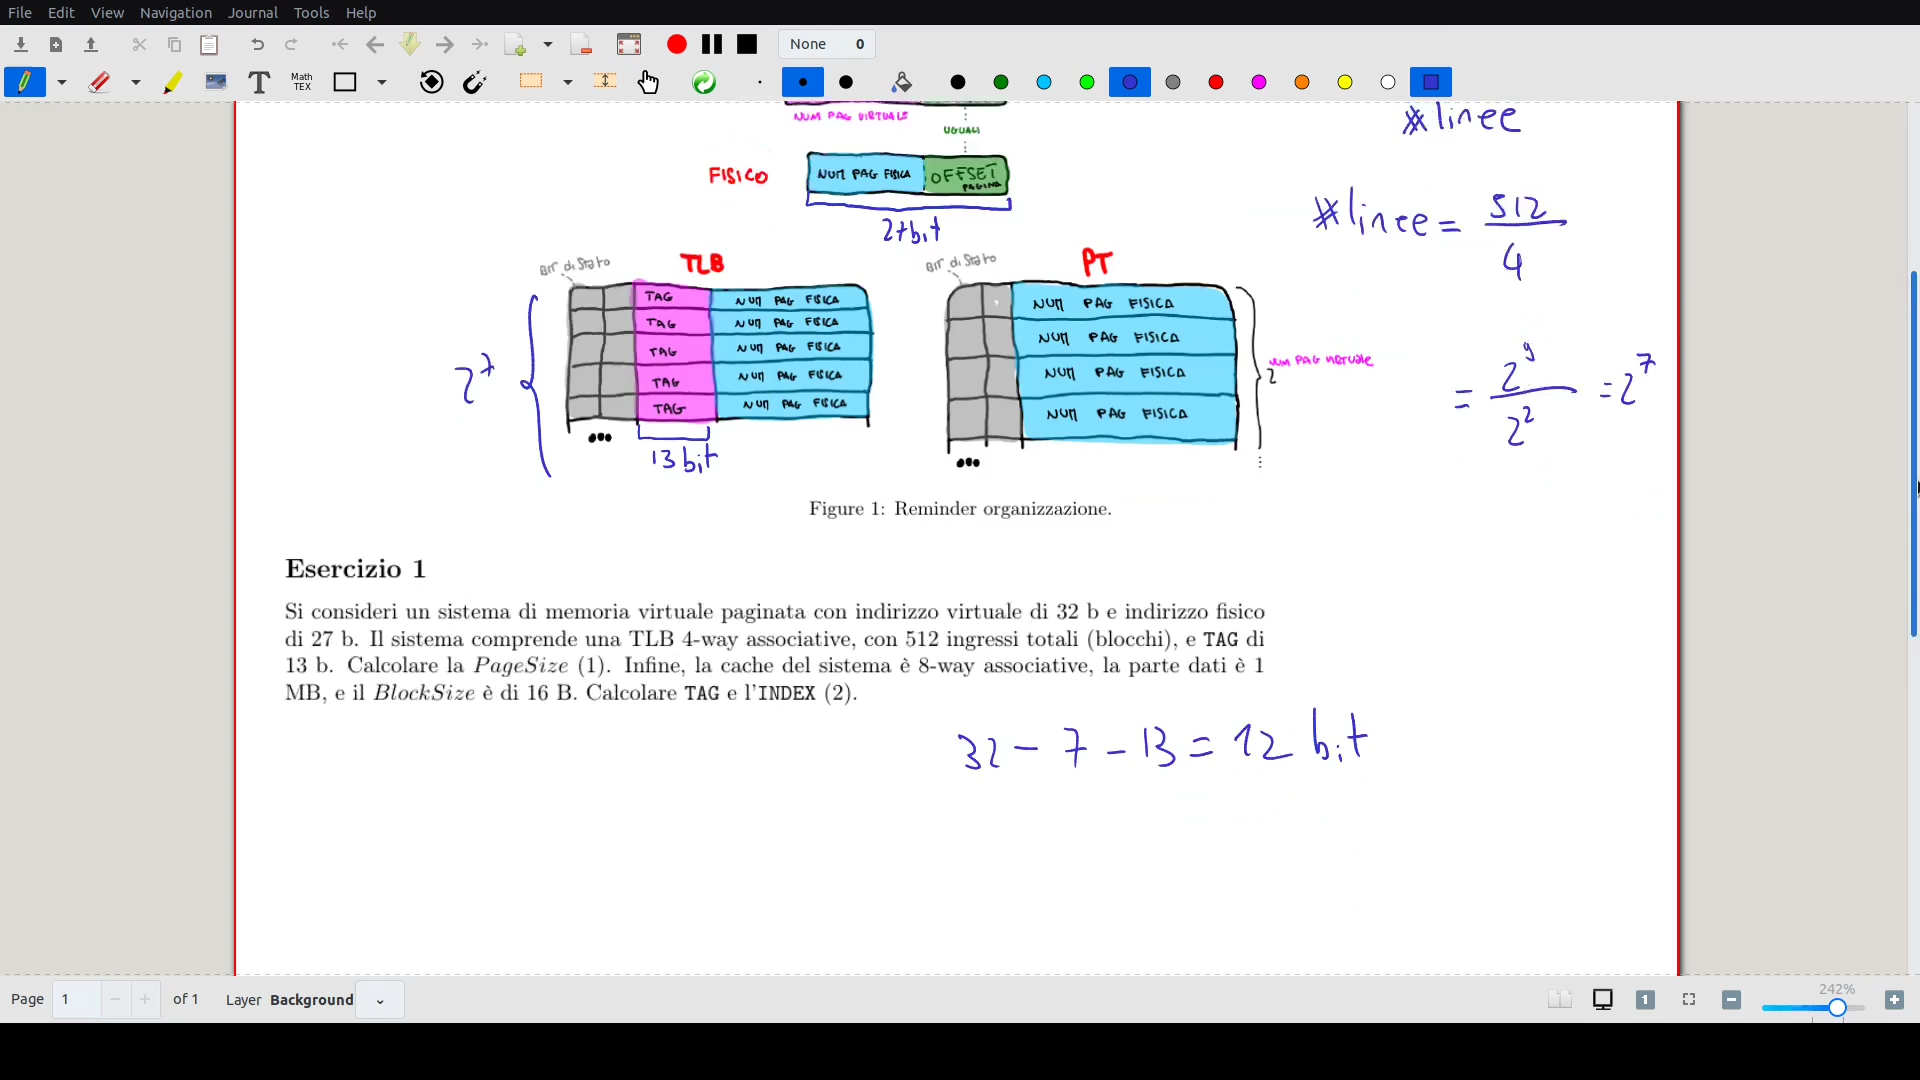 File Edit View Navigation Journal Tools Help
None 0
Math TEX
NUM PAG VIRTUALE
UGUALI
#linee
FISICO
NUM PAG FISICA OFFSET PAGINA
27bit
#linee = 512 / 4
BIT di Stato TLB
BIT di Stato PT
TAG NUM PAG FISICA
TAG NUM PAG FISICA
TAG NUM PAG FISICA
TAG NUM PAG FISICA
TAG NUM PAG FISICA
NUM PAG FISICA
NUM PAG FISICA
NUM PAG FISICA
NUM PAG FISICA
2^7
2 NUM PAG VIRTUALE
= 2^9 / 2^2 = 2^7
13 bit
Figure 1: Reminder organizzazione.
Esercizio 1
Si consideri un sistema di memoria virtuale paginata con indirizzo virtuale di 32 b e indirizzo fisico
di 27 b. Il sistema comprende una TLB 4-way associative, con 512 ingressi totali (blocchi), e TAG di
13 b. Calcolare la PageSize (1). Infine, la cache del sistema è 8-way associative, la parte dati è 1
MB, e il BlockSize è di 16 B. Calcolare TAG e l'INDEX (2).
32 - 7 - 13 = 12 bit
Page 1 of 1 Layer Background
1
242%